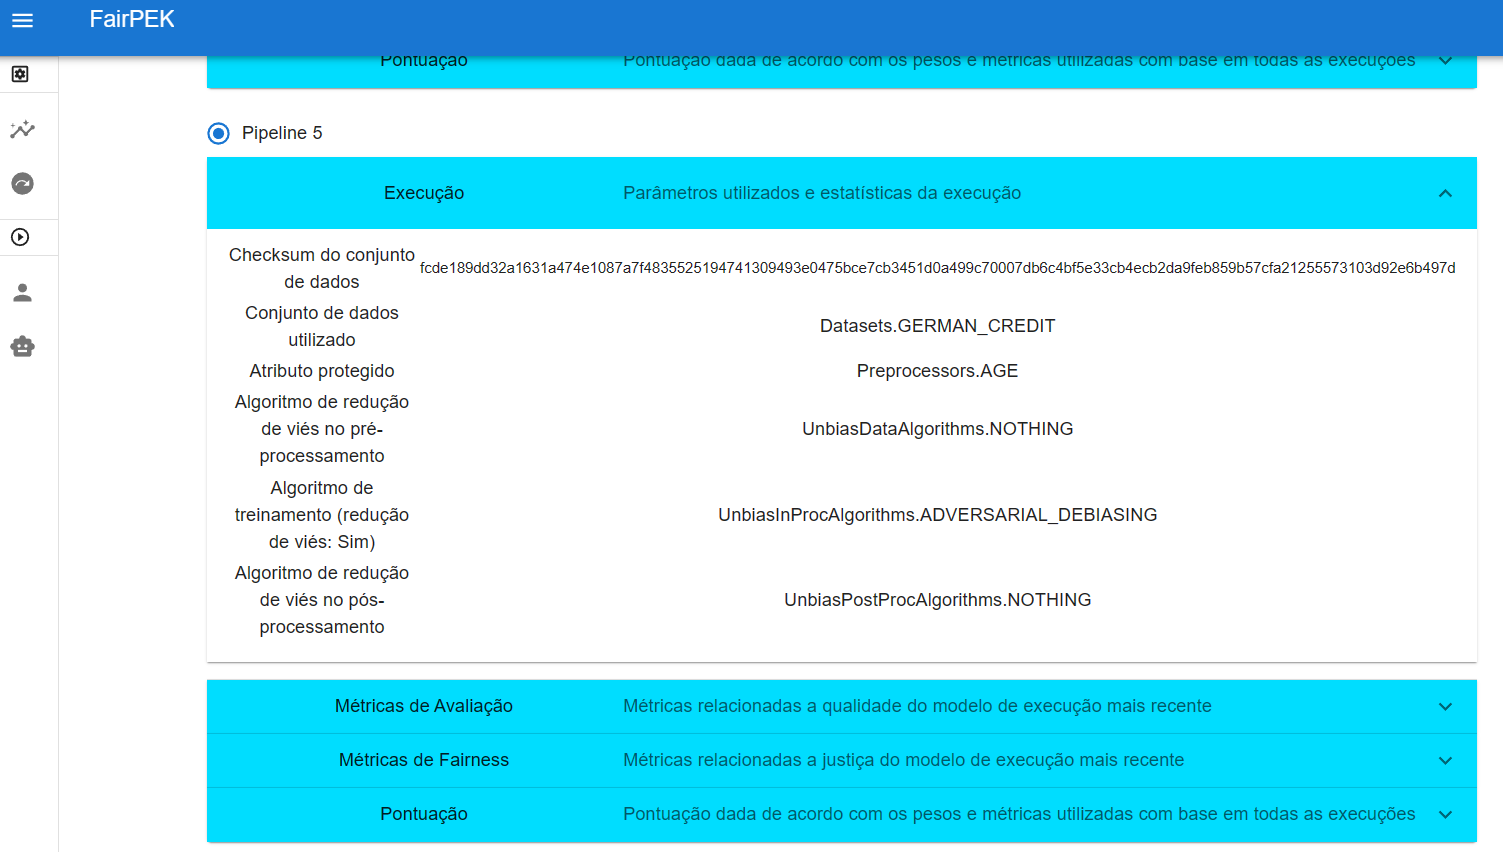 FairPEK
Pontuação Pontuação dada de acordo com os pesos e métricas utilizadas com base em todas as execuções
Pipeline 5
Execução Parâmetros utilizados e estatísticas da execução
Checksum do conjunto
de dados
fcde189dd32a1631a474e1087a7f4835525194741309493e0475bce7cb3451d0a499c70007db6c4bf5e33cb4ecb2da9feb859b57cfa21255573103d92e6b497d
Conjunto de dados
utilizado
Datasets.GERMAN_CREDIT
Atributo protegido Preprocessors.AGE
Algoritmo de redução
de viés no pré-
processamento
UnbiasDataAlgorithms.NOTHING
Algoritmo de
treinamento (redução
de viés: Sim)
UnbiasInProcAlgorithms.ADVERSARIAL_DEBIASING
Algoritmo de redução
de viés no pós-
processamento
UnbiasPostProcAlgorithms.NOTHING
Métricas de Avaliação Métricas relacionadas a qualidade do modelo de execução mais recente
Métricas de Fairness Métricas relacionadas a justiça do modelo de execução mais recente
Pontuação Pontuação dada de acordo com os pesos e métricas utilizadas com base em todas as execuções